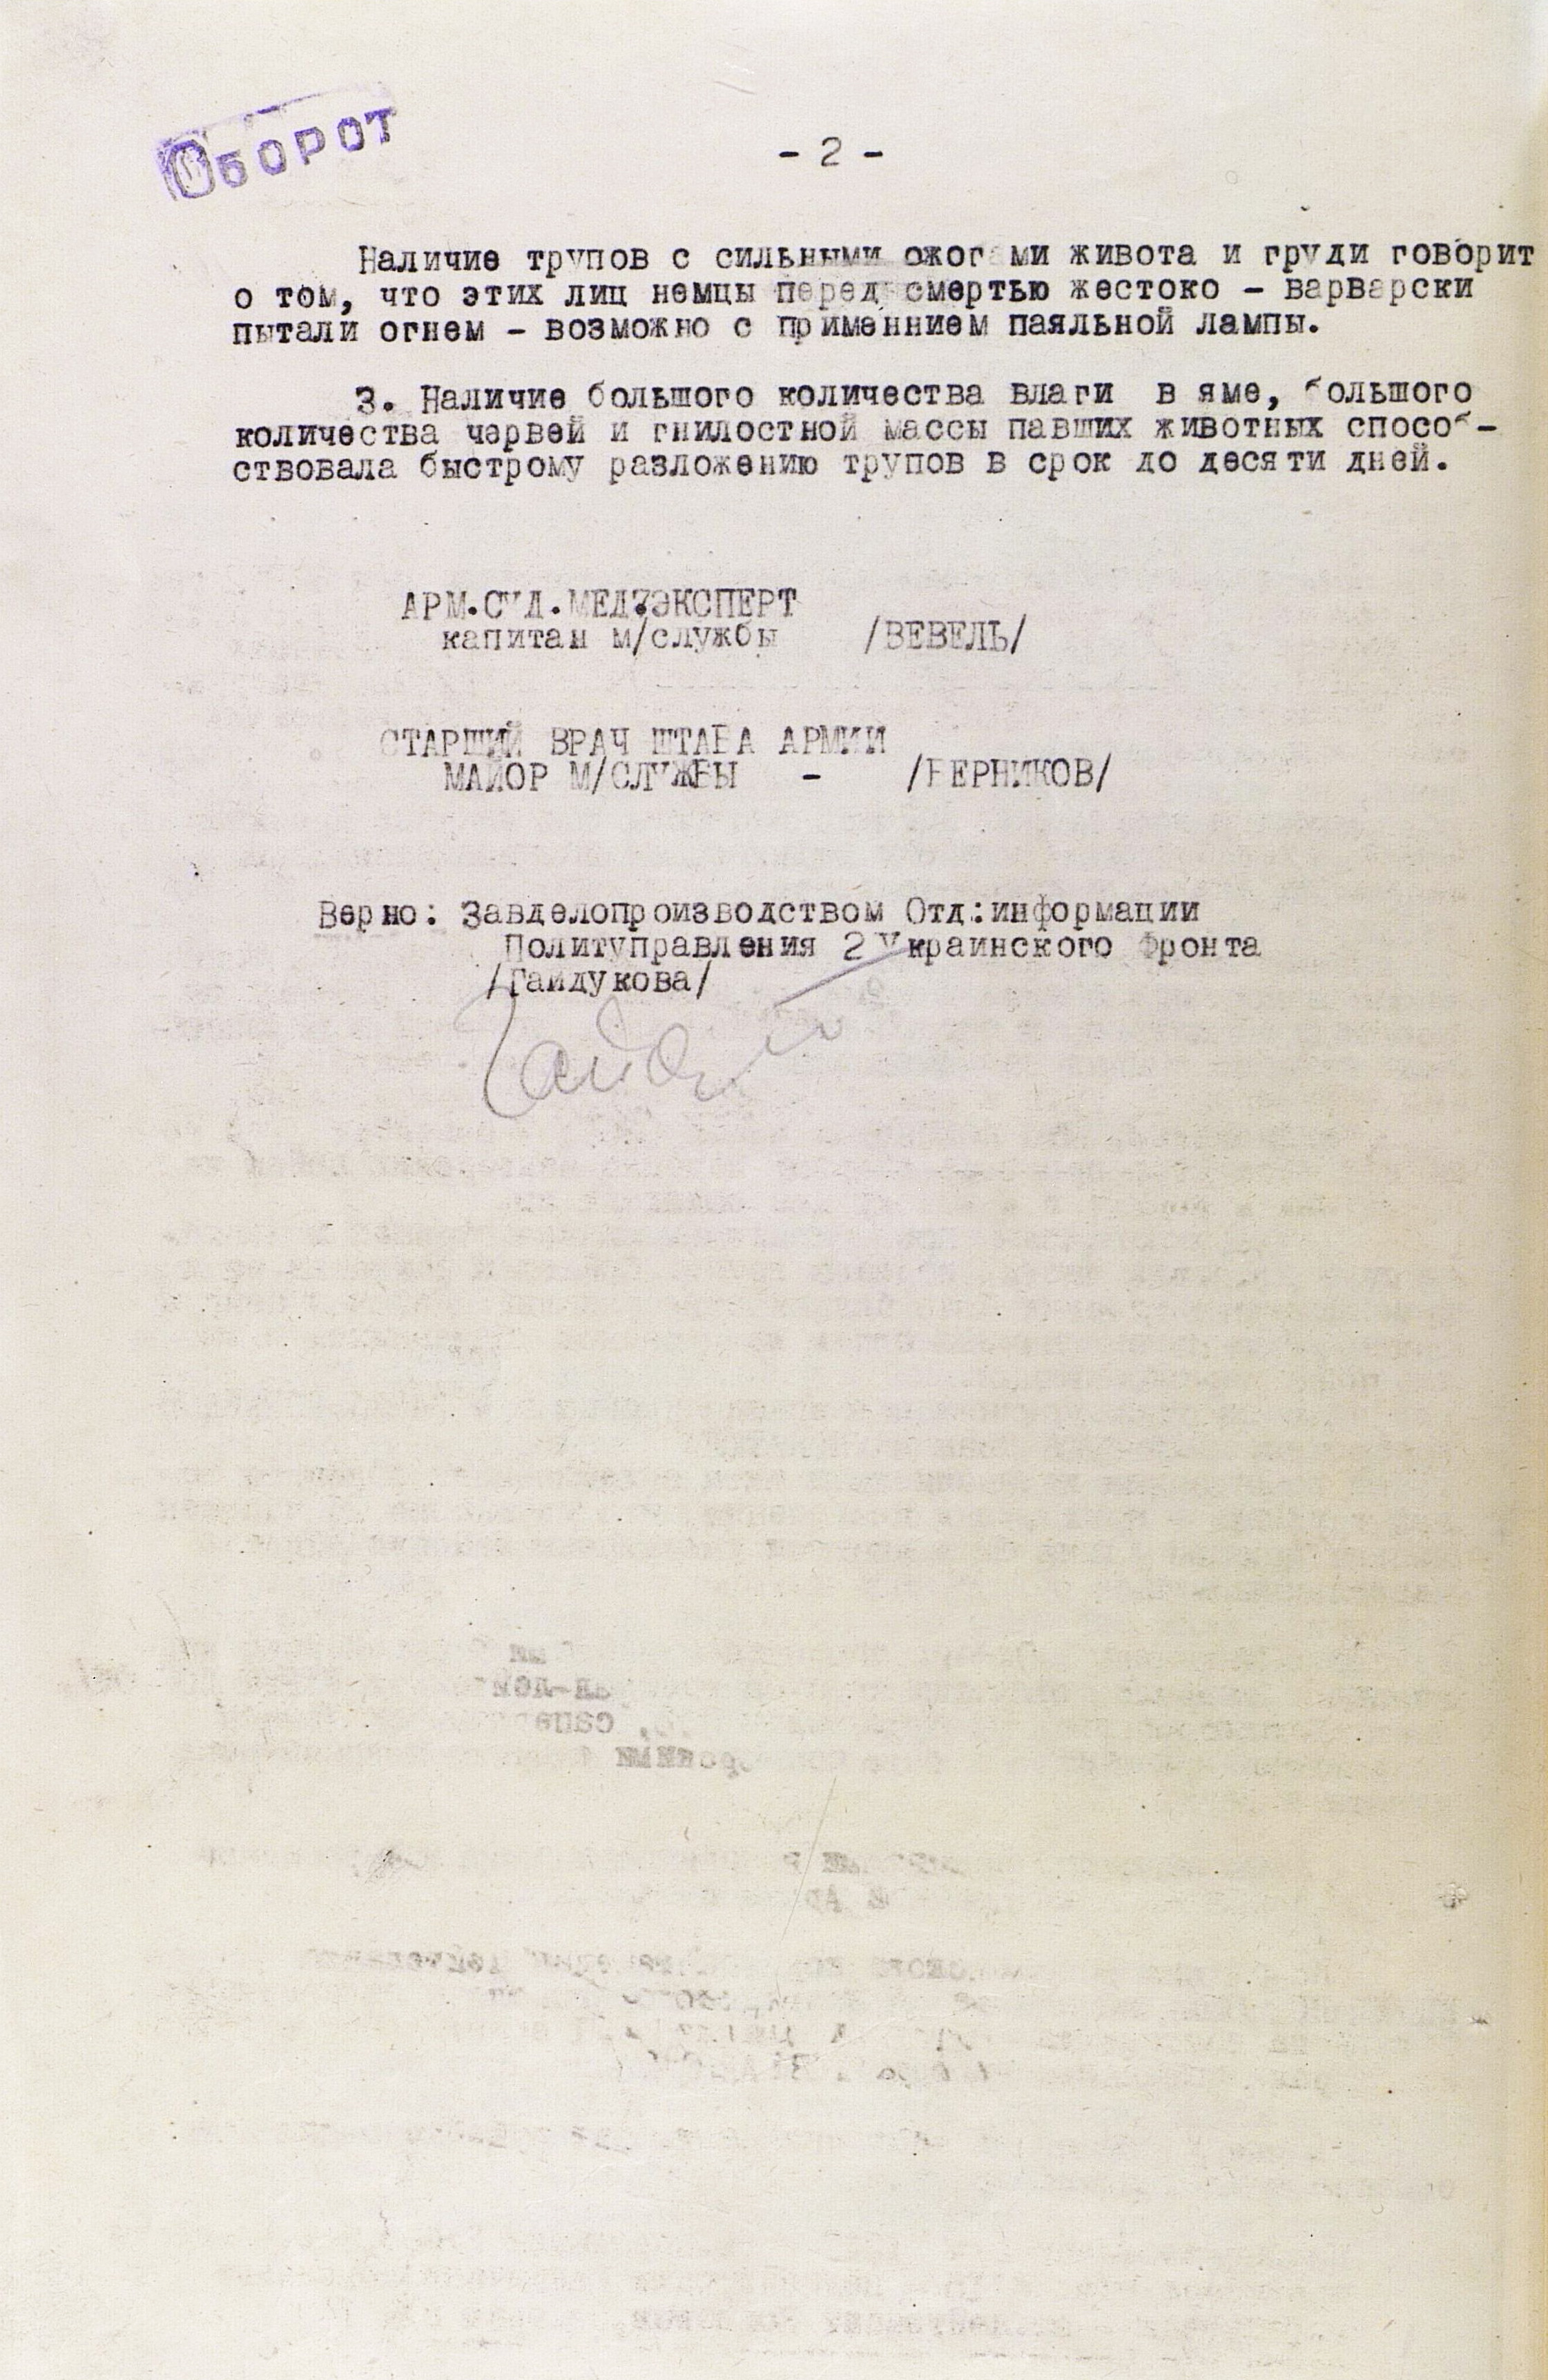 ОБОРОТ
- 2 -
Наличие трупов с сильными ожогами живота и груди говорит
о том, что этих лиц немцы перед смертью жестоко - варварски
пытали огнем - возможно с применнием паяльной лампы.
3. Наличие большого количества влаги в яме, большого
количества червей и гнилостной массы павших животных способ-
ствовала быстрому разложению трупов в срок до десяти дней.
АРМ.СУД.МЕД.ЭКСПЕРТ
капитан м/службы /ВЕВЕЛЬ/
СТАРШИЙ ВРАЧ ШТАБА АРМИИ
МАЙОР М/СЛУЖБЫ - /ВЕРНИКОВ/
Верно: Завделопроизводством Отд:информации
Политуправления 2 Украинского Фронта
/Гайдукова/